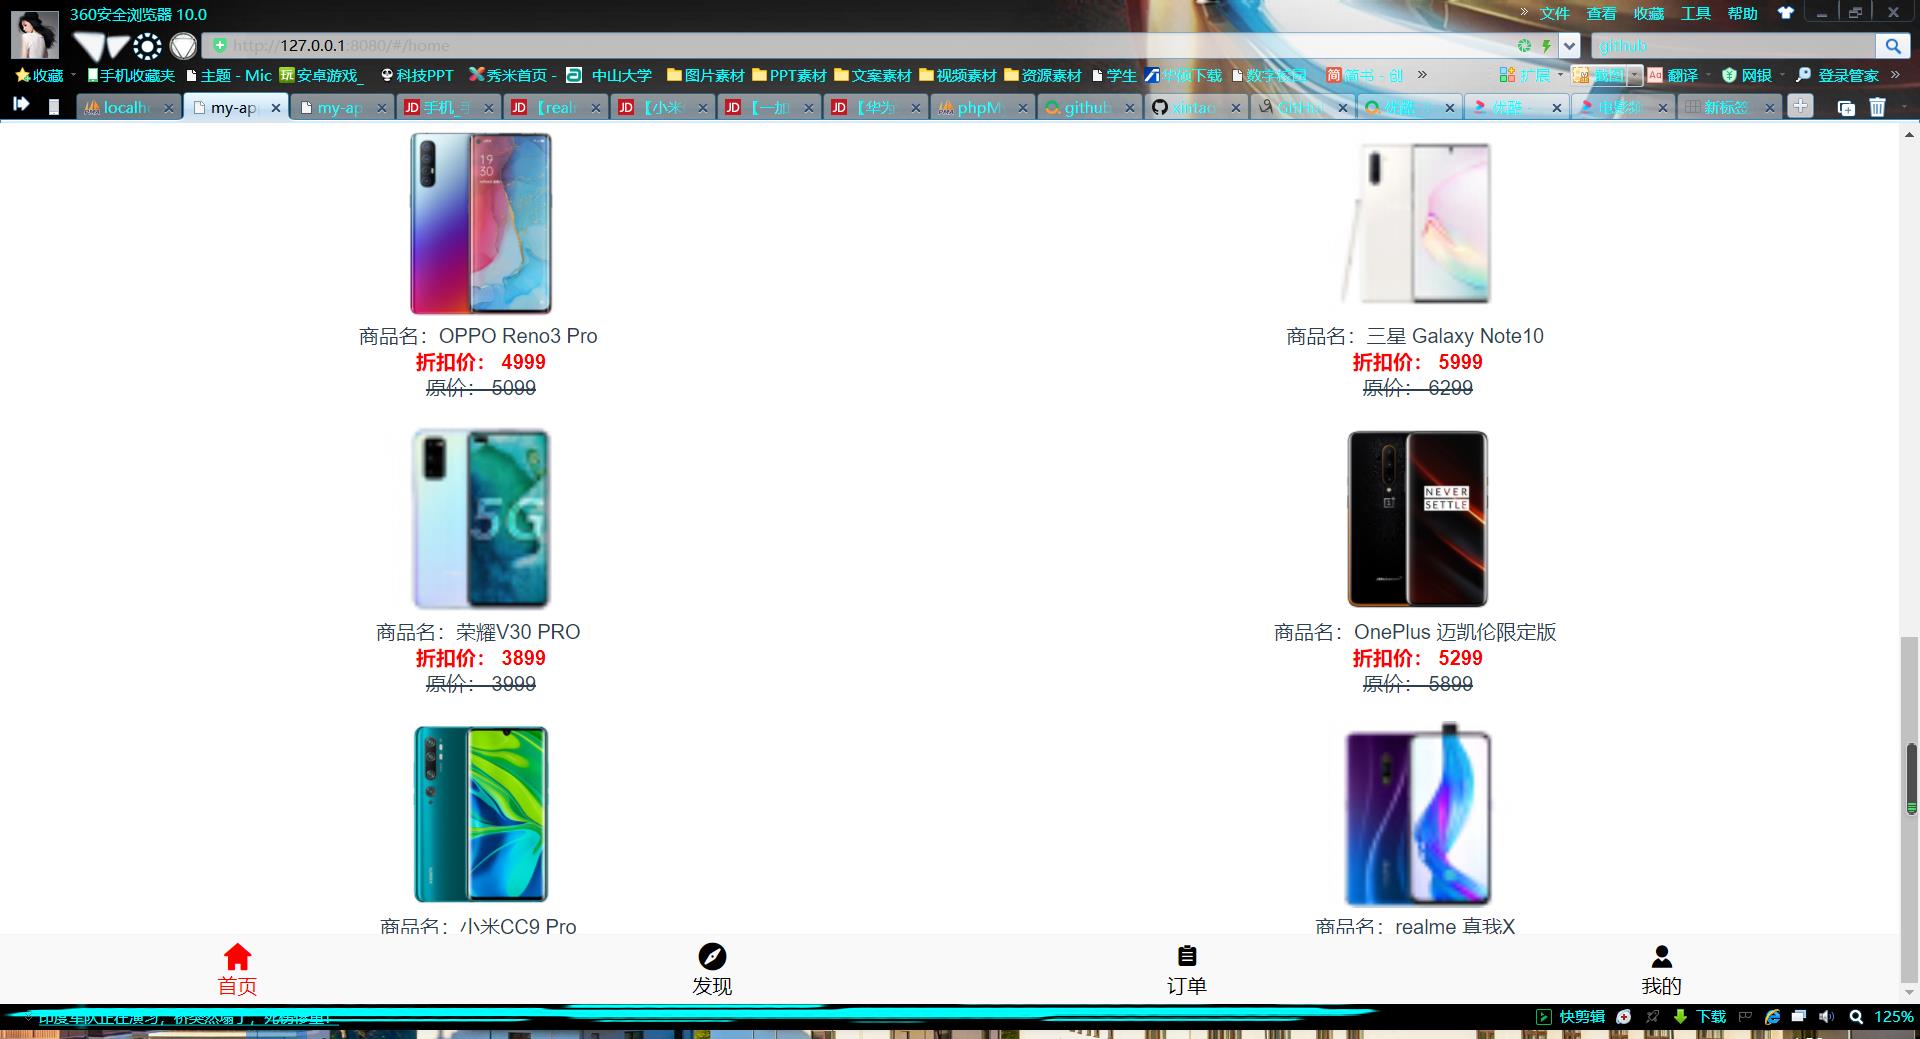 360安全浏览器 10.0
» 文件 查看 收藏 工具 帮助
http://127.0.0.1:8080/#/home
github
收藏 手机收藏夹 主题 - Mic 安卓游戏_ 科技PPT 秀米首页 - 中山大学 图片素材 PPT素材 文案素材 视频素材 资源素材 学生 华硕下载 数字校园 简书 - 创 » 扩展 截图 翻译 网银 登录管家 »
localh my-ap my-ap 手机_手 【real 【小米 【一加 【华为 phpM github xintao GitHu 优酷 优酷 - 电影频 新标签
19
30
商品名：OPPO Reno3 Pro
折扣价： 4999
原价： 5099
商品名：三星 Galaxy Note10
折扣价： 5999
原价： 6299
5G
商品名：荣耀V30 PRO
折扣价： 3899
原价： 3999
NEVER
SETTLE
商品名：OnePlus 迈凯伦限定版
折扣价： 5299
原价： 5899
商品名：小米CC9 Pro
商品名：realme 真我X
首页 发现 订单 我的
印度军队正在演习，桥突然塌了，死伤惨重！
快剪辑 下载 125%